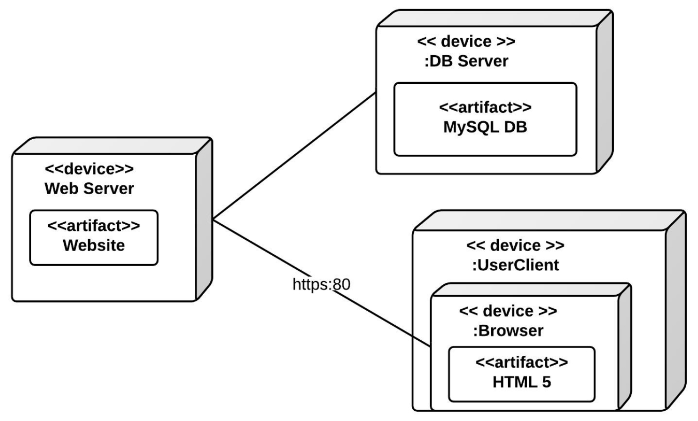 <<device>>
Web Server
<<artifact>>
Website
<< device >>
:DB Server
<<artifact>>
MySQL DB
https:80
<< device >>
:UserClient
<< device >>
:Browser
<<artifact>>
HTML 5